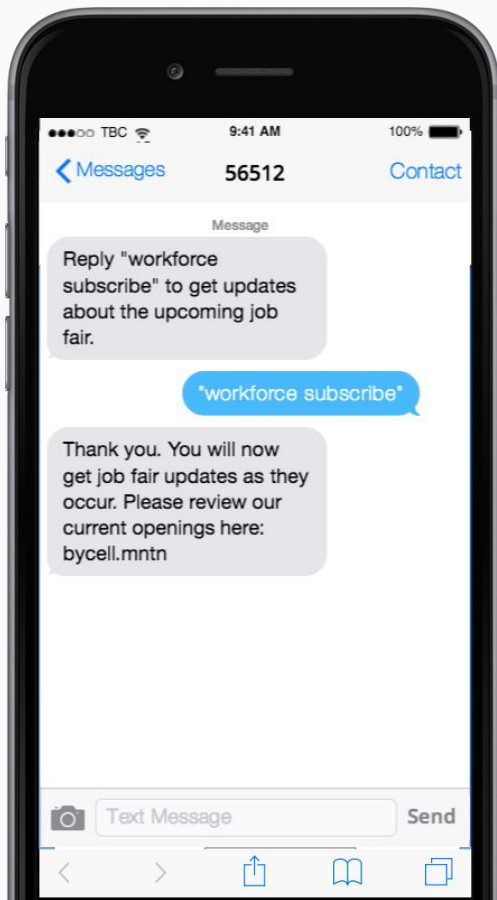 TBC 9:41 AM 100%
Messages 56512 Contact
Message
Reply "workforce
subscribe" to get updates
about the upcoming job
fair.
"workforce subscribe"
Thank you. You will now
get job fair updates as they
occur. Please review our
current openings here:
bycell.mntn
Text Message Send